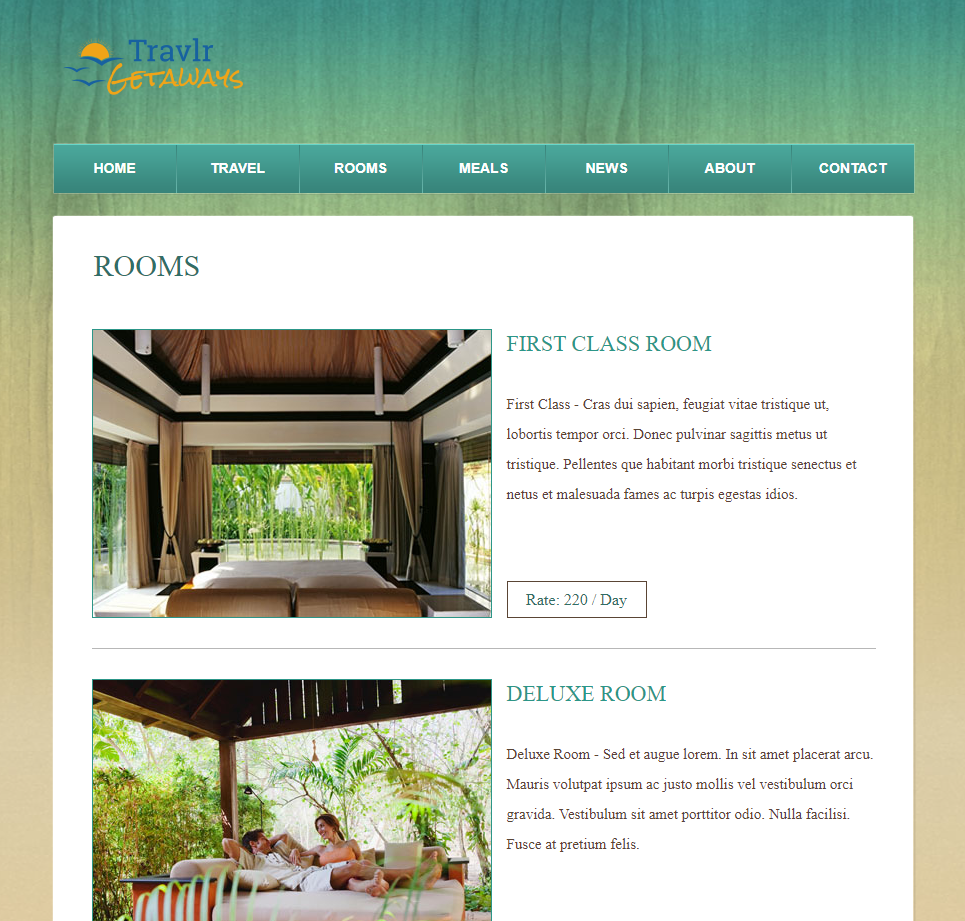 Travlr
Getaways
HOME TRAVEL ROOMS MEALS NEWS ABOUT CONTACT
ROOMS
FIRST CLASS ROOM
First Class - Cras dui sapien, feugiat vitae tristique ut,
lobortis tempor orci. Donec pulvinar sagittis metus ut
tristique. Pellentes que habitant morbi tristique senectus et
netus et malesuada fames ac turpis egestas idios.
Rate: 220 / Day
DELUXE ROOM
Deluxe Room - Sed et augue lorem. In sit amet placerat arcu.
Mauris volutpat ipsum ac justo mollis vel vestibulum orci
gravida. Vestibulum sit amet porttitor odio. Nulla facilisi.
Fusce at pretium felis.